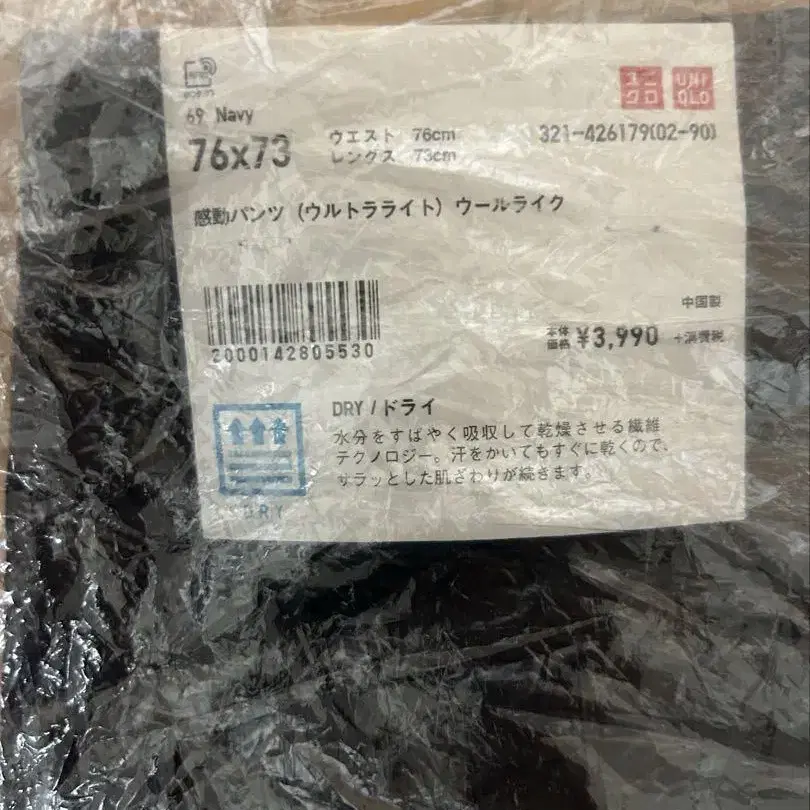 ユニクロ UNIQLO
69 Navy
76x73
ウエスト 76cm
レングス 73cm
321-426179(02-90)
感動パンツ（ウルトラライト）ウールライク
中国製
2000142805530
本体価格 ¥3,990 +消費税
DRY / ドライ
水分をすばやく吸収して乾燥させる繊維
テクノロジー。汗をかいてもすぐに乾くので、
サラッとした肌ざわりが続きます。
DRY